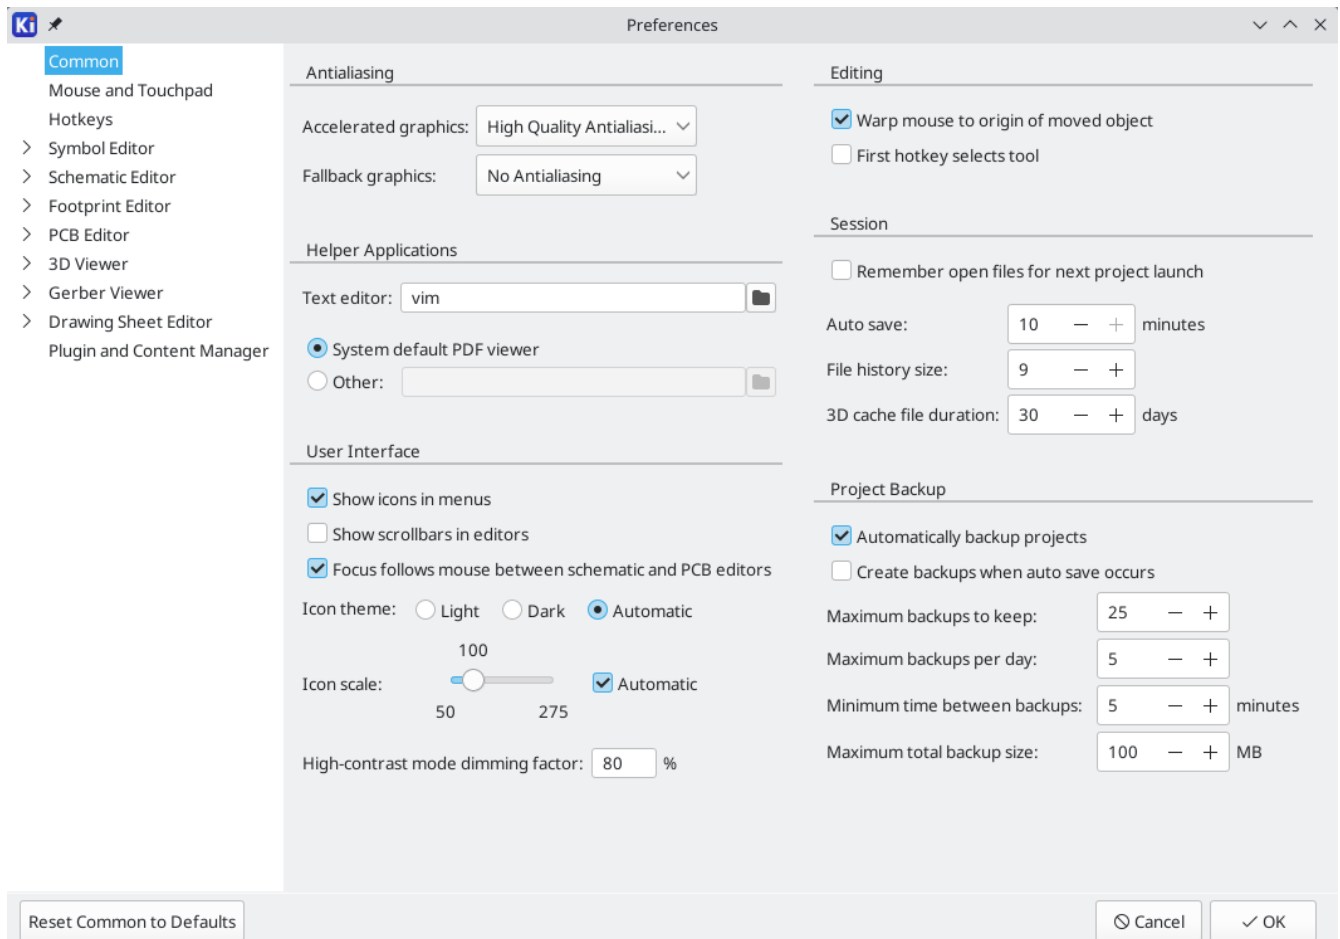 Ki Preferences
Common
Mouse and Touchpad
Hotkeys
Symbol Editor
Schematic Editor
Footprint Editor
PCB Editor
3D Viewer
Gerber Viewer
Drawing Sheet Editor
Plugin and Content Manager
Antialiasing
Accelerated graphics: High Quality Antialiasi...
Fallback graphics: No Antialiasing
Helper Applications
Text editor: vim
System default PDF viewer
Other:
User Interface
Show icons in menus
Show scrollbars in editors
Focus follows mouse between schematic and PCB editors
Icon theme: Light Dark Automatic
100
Icon scale: Automatic
50 275
High-contrast mode dimming factor: 80 %
Editing
Warp mouse to origin of moved object
First hotkey selects tool
Session
Remember open files for next project launch
Auto save: 10 − + minutes
File history size: 9 − +
3D cache file duration: 30 − + days
Project Backup
Automatically backup projects
Create backups when auto save occurs
Maximum backups to keep: 25 − +
Maximum backups per day: 5 − +
Minimum time between backups: 5 − + minutes
Maximum total backup size: 100 − + MB
Reset Common to Defaults Cancel OK